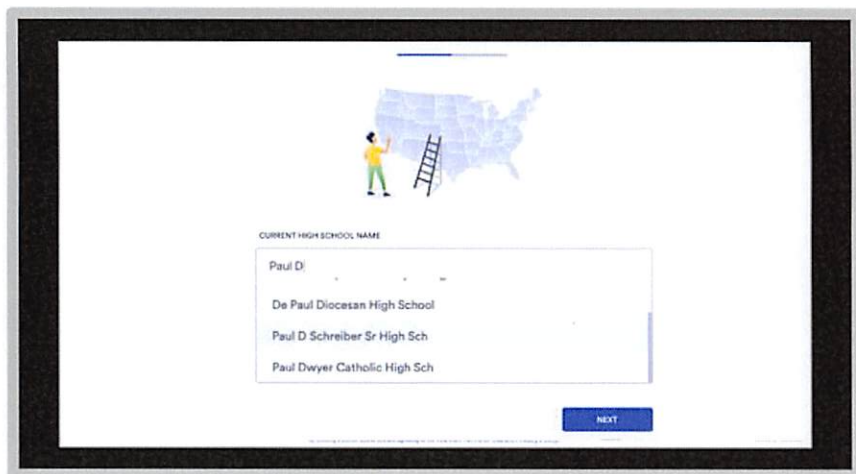 CURRENT HIGH SCHOOL NAME
Paul D
De Paul Diocesan High School
Paul D Schreiber Sr High Sch
Paul Dwyer Catholic High Sch
NEXT